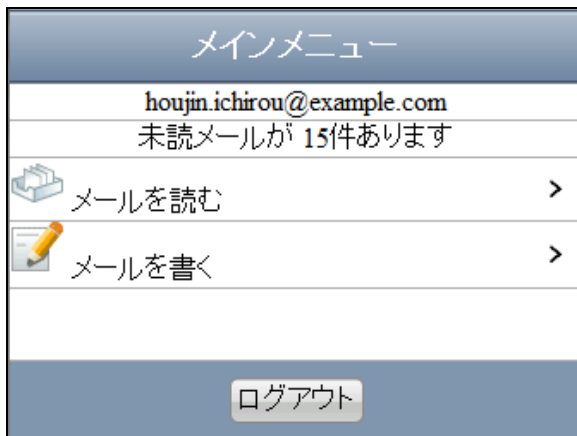 メインメニュー
houjin.ichirou@example.com
未読メールが 15件あります
メールを読む
メールを書く
ログアウト